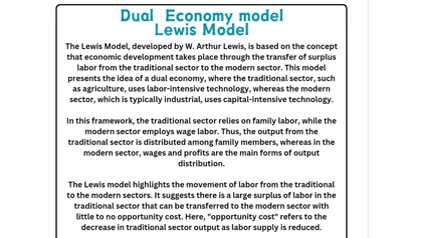 Dual Economy model
Lewis Model
The Lewis Model, developed by W. Arthur Lewis, is based on the concept
that economic development takes place through the transfer of surplus
labor from the traditional sector to the modern sector. This model
presents the idea of a dual economy, where the traditional sector, such
as agriculture, uses labor-intensive technology, whereas the modern
sector, which is typically industrial, uses capital-intensive technology.
In this framework, the traditional sector relies on family labor, while the
modern sector employs wage labor. Thus, the output from the
traditional sector is distributed among family members, whereas in the
modern sector, wages and profits are the main forms of output
distribution.
The Lewis model highlights the movement of labor from the traditional
to the modern sectors. It suggests there is a large surplus of labor in the
traditional sector that can be transferred to the modern sector with
little to no opportunity cost. Here, "opportunity cost" refers to the
decrease in traditional sector output as labor supply is reduced.